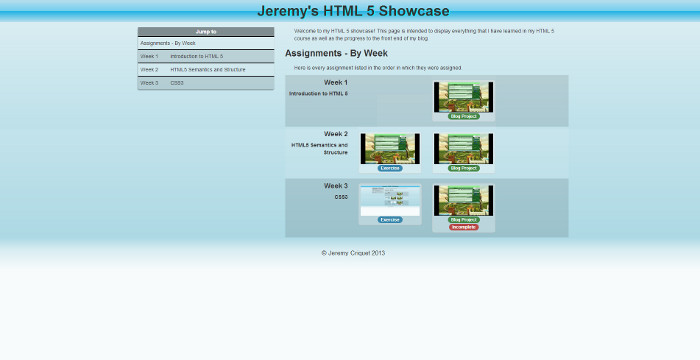 Jeremy's HTML 5 Showcase
Jump to
Assignments - By Week
Week 1 Introduction to HTML 5
Week 2 HTML5 Semantics and Structure
Week 3 CSS3
Welcome to my HTML 5 showcase! This page is intended to display everything that I have learned in my HTML 5
course as well as the progress to the front end of my blog.
Assignments - By Week
Here is every assignment listed in the order in which they were assigned.
Week 1
Introduction to HTML 5
Blog Project
Week 2
HTML5 Semantics and
Structure
Exercise
Blog Project
Week 3
CSS3
Exercise
Blog Project
Incomplete
© Jeremy Criquet 2013